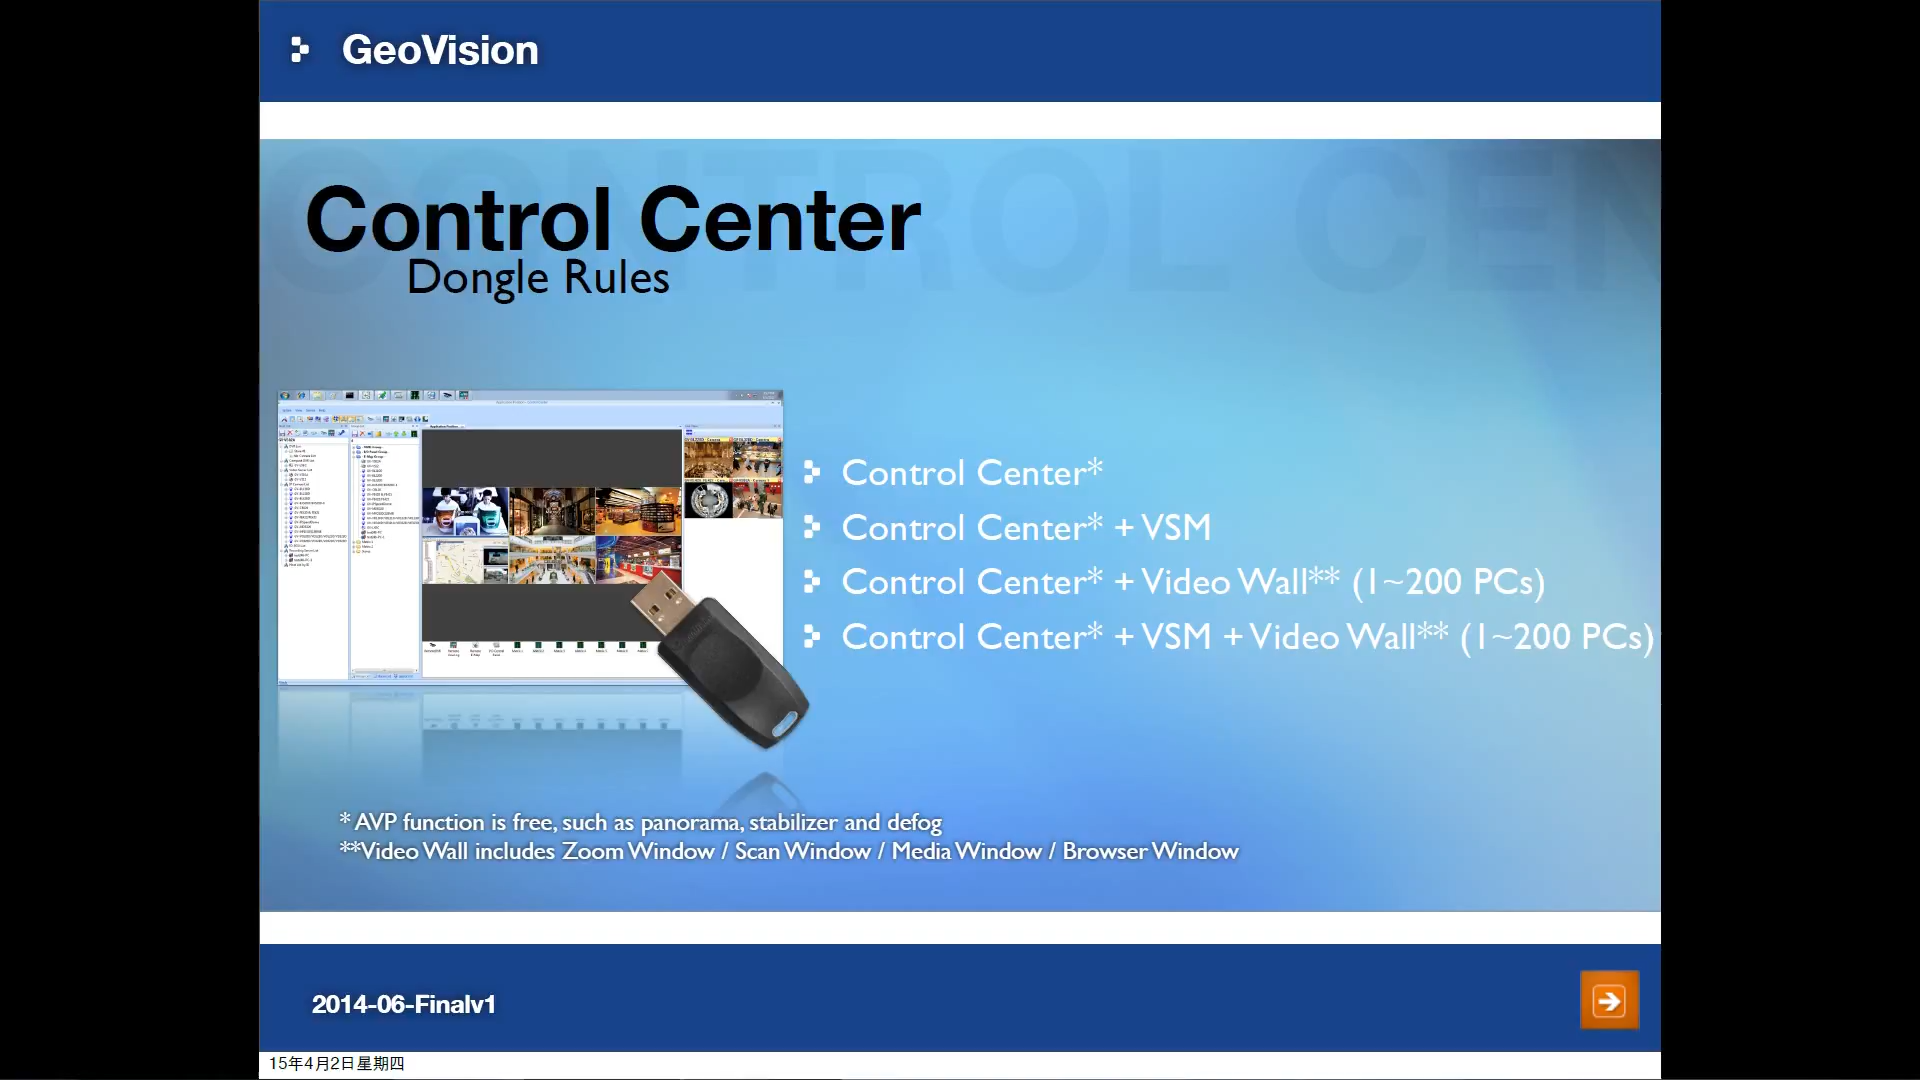 GeoVision
CONTROL CEN
Control Center
Dongle Rules
Control Center*
Control Center* + VSM
Control Center* + Video Wall** (1~200 PCs)
Control Center* + VSM + Video Wall** (1~200 PCs)
* AVP function is free, such as panorama, stabilizer and defog
**Video Wall includes Zoom Window / Scan Window / Media Window / Browser Window
2014-06-Finalv1
15年4月2日星期四